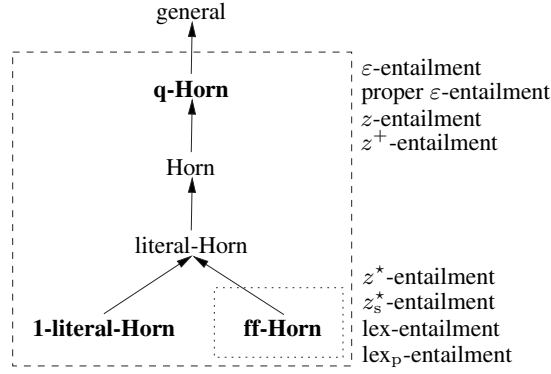 general
ε-entailment
q-Horn
proper ε-entailment
z-entailment
z⁺-entailment
Horn
literal-Horn
z*-entailment
z*ₛ-entailment
1-literal-Horn
ff-Horn
lex-entailment
lexₚ-entailment